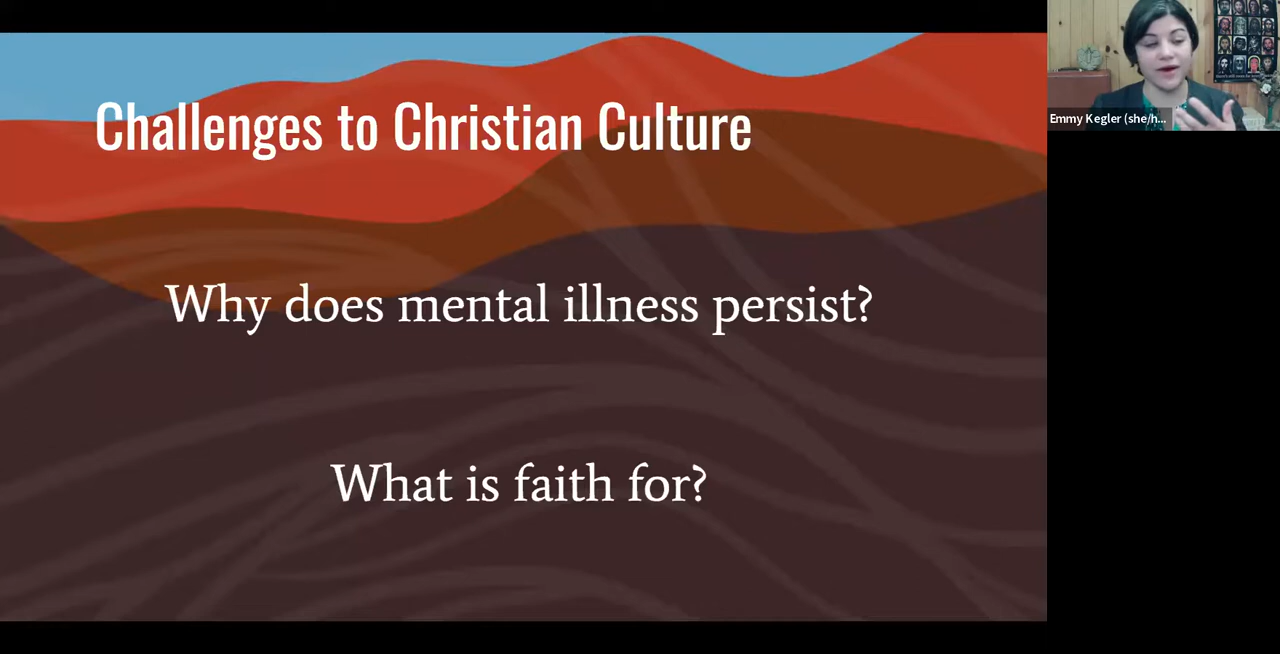 Challenges to Christian Culture
Why does mental illness persist?
What is faith for?
Emmy Kegler (she/h...